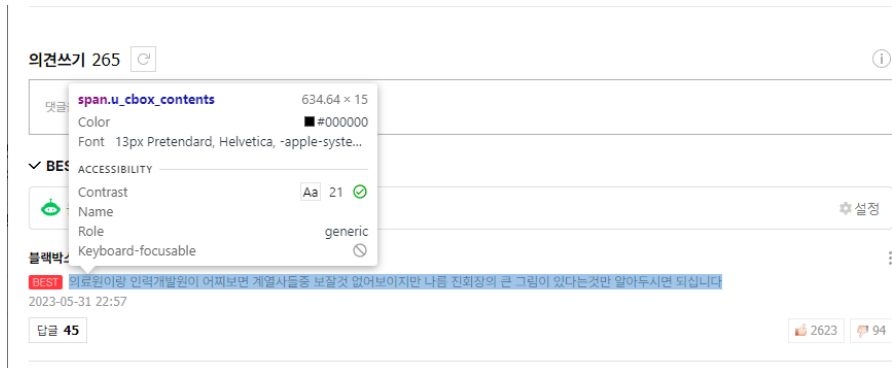 의견쓰기 265
댓글
span.u_cbox_contents 634.64 × 15
Color #000000
Font 13px Pretendard, Helvetica, -apple-syste...
ACCESSIBILITY
Contrast Aa 21
Name
Role generic
Keyboard-focusable
BES
설정
블랙박스
BEST 의료원이랑 인력개발원이 어찌보면 계열사들중 보잘것 없어보이지만 나름 진회장의 큰 그림이 있다는것만 알아두시면 되십니다
2023-05-31 22:57
답글 45
2623 94